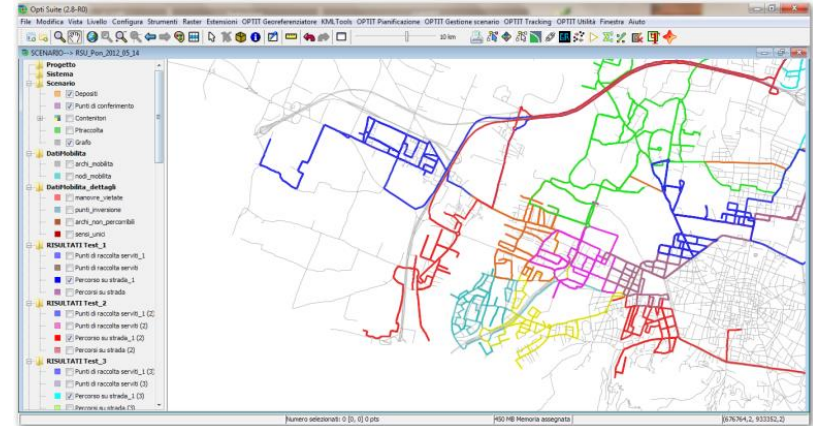 Opti Suite (2.8-R0)
File Modifica Vista Livello Configura Strumenti Raster Estensioni OPTIT Georeferenziatore KMLTools OPTIT Pianificazione OPTIT Gestione scenario OPTIT Tracking OPTIT Utilità Finestra Aiuto
10 km
SCENARIO--> RSU_Pon_2012_05_14
Progetto
Sistema
Scenario
Depositi
Punti di conferimento
Contenitori
Ptraccolta
Grafo
DatiMobilita
archi_mobilita
nodi_mobilita
DatiMobilita_dettagli
manovre_vietate
punti_inversione
archi_non_percorribili
sensi_unici
RISULTATI Test_1
Punti di raccolta serviti_1
Punti di raccolta serviti
Percorso su strada_1
Percorsi su strada
RISULTATI Test_2
Punti di raccolta serviti_1 (2)
Punti di raccolta serviti (2)
Percorso su strada_1 (2)
Percorsi su strada (2)
RISULTATI Test_3
Punti di raccolta serviti_1 (3)
Punti di raccolta serviti (3)
Percorso su strada_1 (3)
Percorsi su strada (3)
Numero selezionati: 0 [0, 0] 0 pts
450 MB Memoria assegnata
(676764,2, 933352,2)